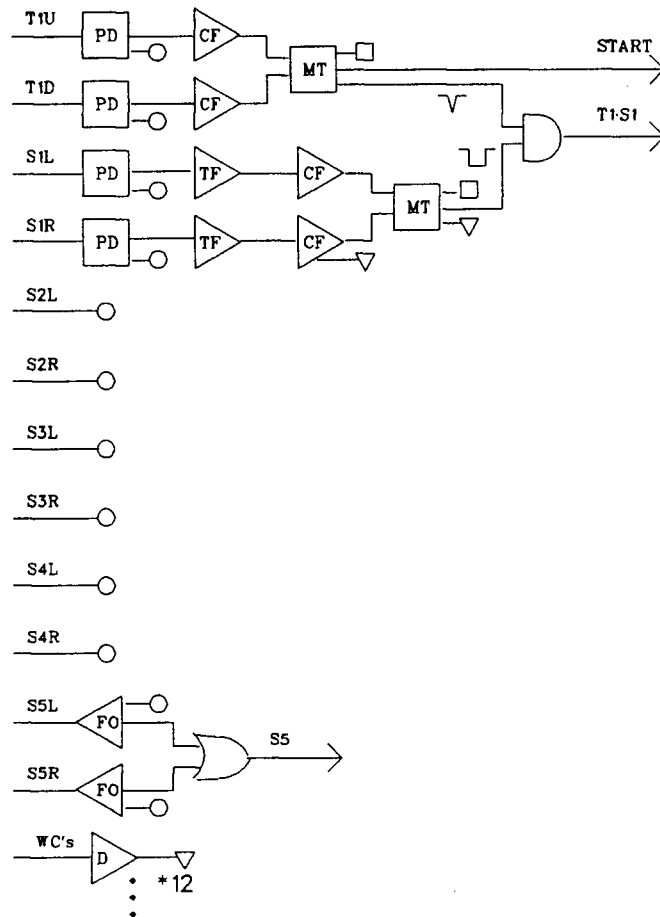 T1U
PD
CF
MT
START
T1D
PD
CF
T1·S1
S1L
PD
TF
CF
MT
S1R
PD
TF
CF
S2L
S2R
S3L
S3R
S4L
S4R
S5L
FO
S5
S5R
FO
WC's
D
*12